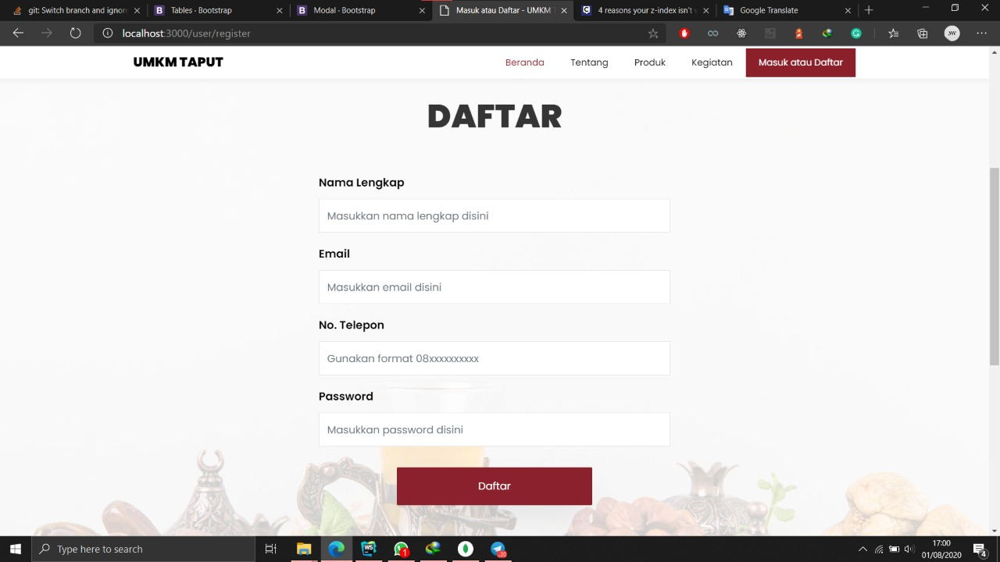 git: Switch branch and ignore
Tables · Bootstrap
Modal · Bootstrap
Masuk atau Daftar - UMKM
4 reasons your z-index isn't
Google Translate
localhost:3000/user/register
UMKM TAPUT
Beranda
Tentang
Produk
Kegiatan
Masuk atau Daftar
DAFTAR
Nama Lengkap
Masukkan nama lengkap disini
Email
Masukkan email disini
No. Telepon
Gunakan format 08xxxxxxxxxx
Password
Masukkan password disini
Daftar
Type here to search
17:00
01/08/2020